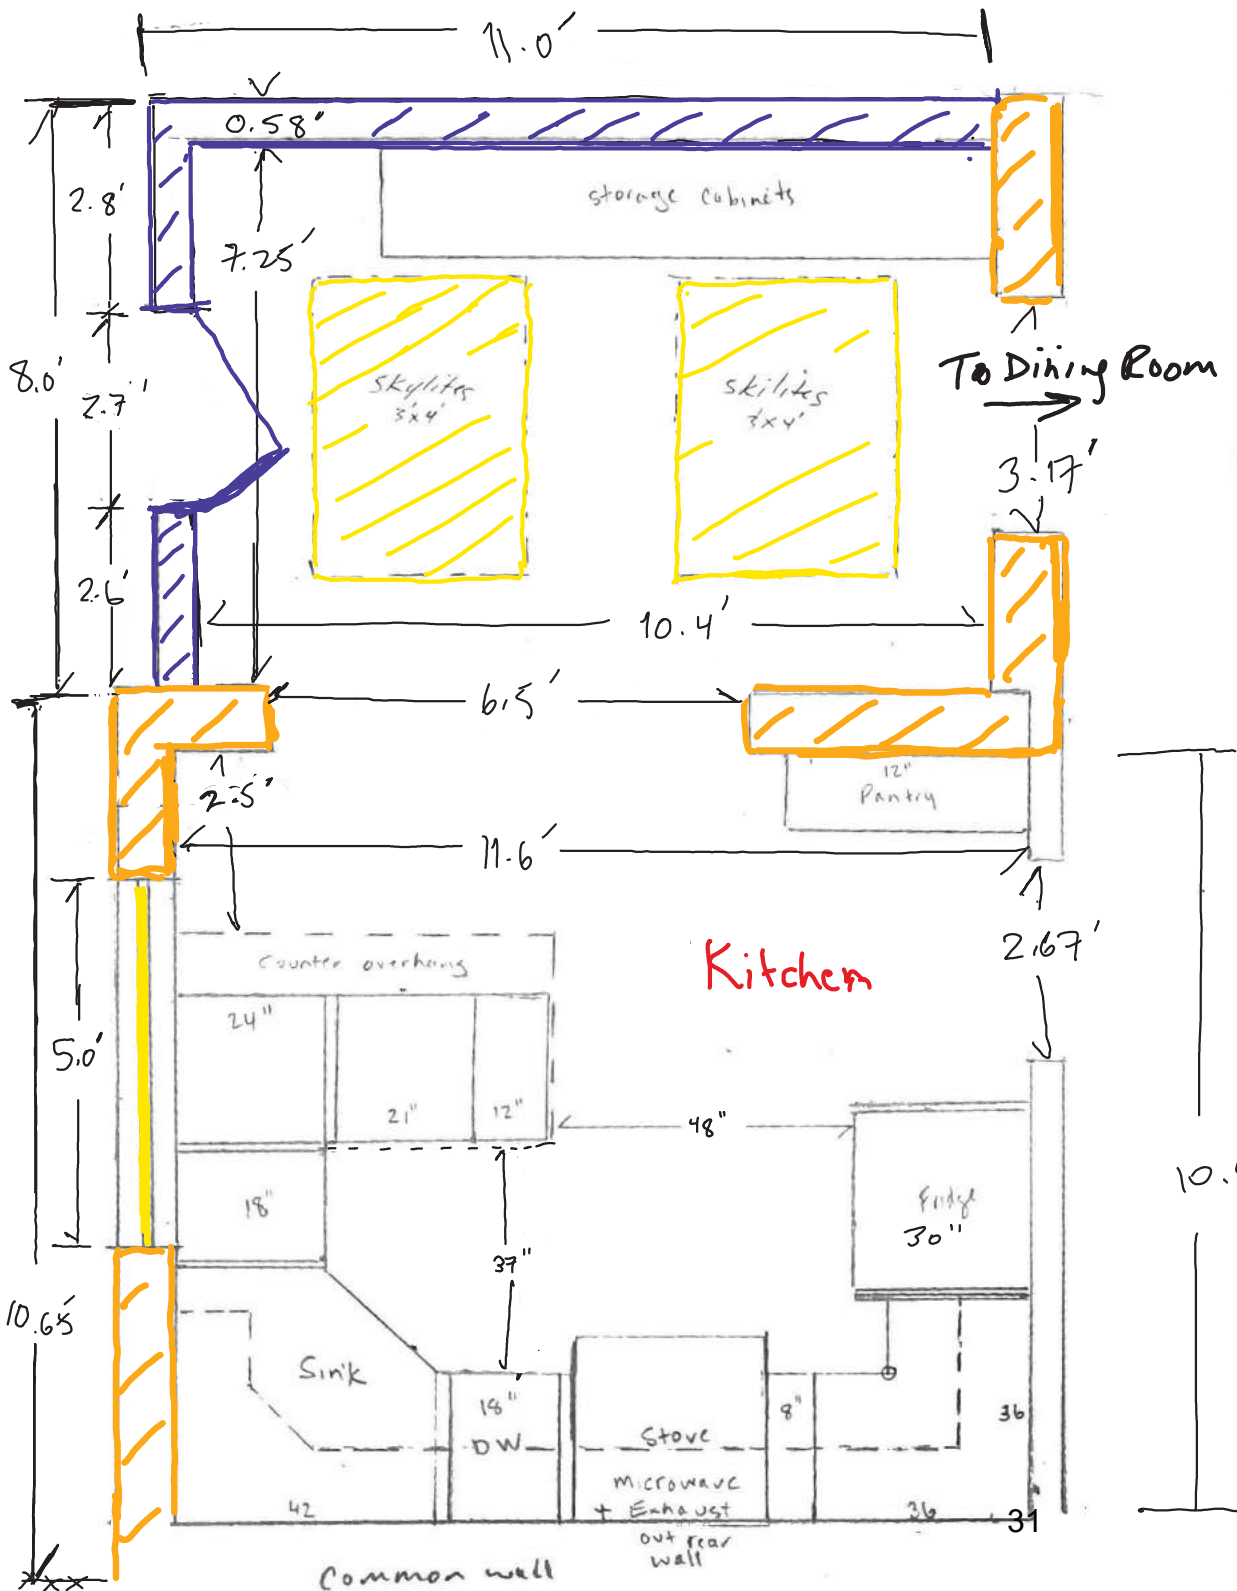 11.0'
0.58"
storage cabinets
2.8'
7.25'
8.0'
2.7'
Skylites
3'x4'
Skilites
3'x4'
To Dining Room
3.17'
2.6'
10.4'
6.5'
2.5'
12"
Pantry
11.6'
2.67'
Kitchen
Counter overhang
24"
5.0'
21"
12"
48"
18"
Fridge
30"
37"
10.65'
Sink
18"
DW
8"
36
Stove
microwave
+ Exhaust
out rear
wall
42
36
31
Common wall